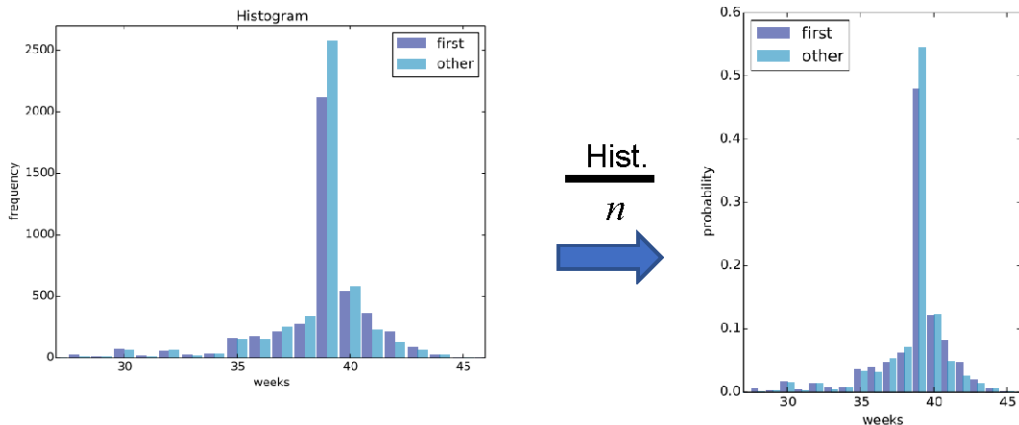 Histogram
2500
2000
1500
1000
500
0
frequency
30
35
40
45
weeks
first
other
Hist.
n
0.6
0.5
0.4
0.3
0.2
0.1
0.0
probability
30
35
40
45
weeks
first
other